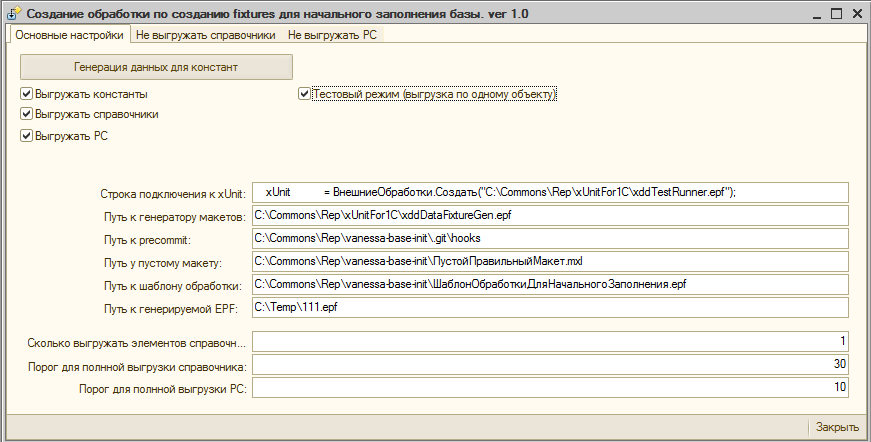 Создание обработки по созданию fixtures для начального заполнения базы. ver 1.0
Основные настройки Не выгружать справочники Не выгружать РС
Генерация данных для констант
Выгружать константы Тестовый режим (выгрузка по одному объекту)
Выгружать справочники
Выгружать РС
Строка подключения к xUnit: xUnit = ВнешниеОбработки.Создать("C:\Commons\Rep\xUnitFor1C\xddTestRunner.epf");
Путь к генератору макетов: C:\Commons\Rep\xUnitFor1C\xddDataFixtureGen.epf
Путь к precommit: C:\Commons\Rep\vanessa-base-init\.git\hooks
Путь у пустому макету: C:\Commons\Rep\vanessa-base-init\ПустойПравильныйМакет.mxl
Путь к шаблону обработки: C:\Commons\Rep\vanessa-base-init\ШаблонОбработкиДляНачальногоЗаполнения.epf
Путь к генерируемой EPF: C:\Temp\111.epf
Сколько выгружать элементов справочн... 1
Порог для полнной выгрузки справочника: 30
Порог для полнной выгрузки РС: 10
Закрыть